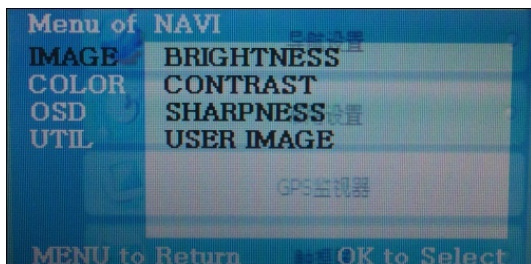 Menu of NAVI
IMAGE BRIGHTNESS
COLOR CONTRAST
OSD SHARPNESS
UTIL USER IMAGE
GPS监视器
MENU to Return OK to Select